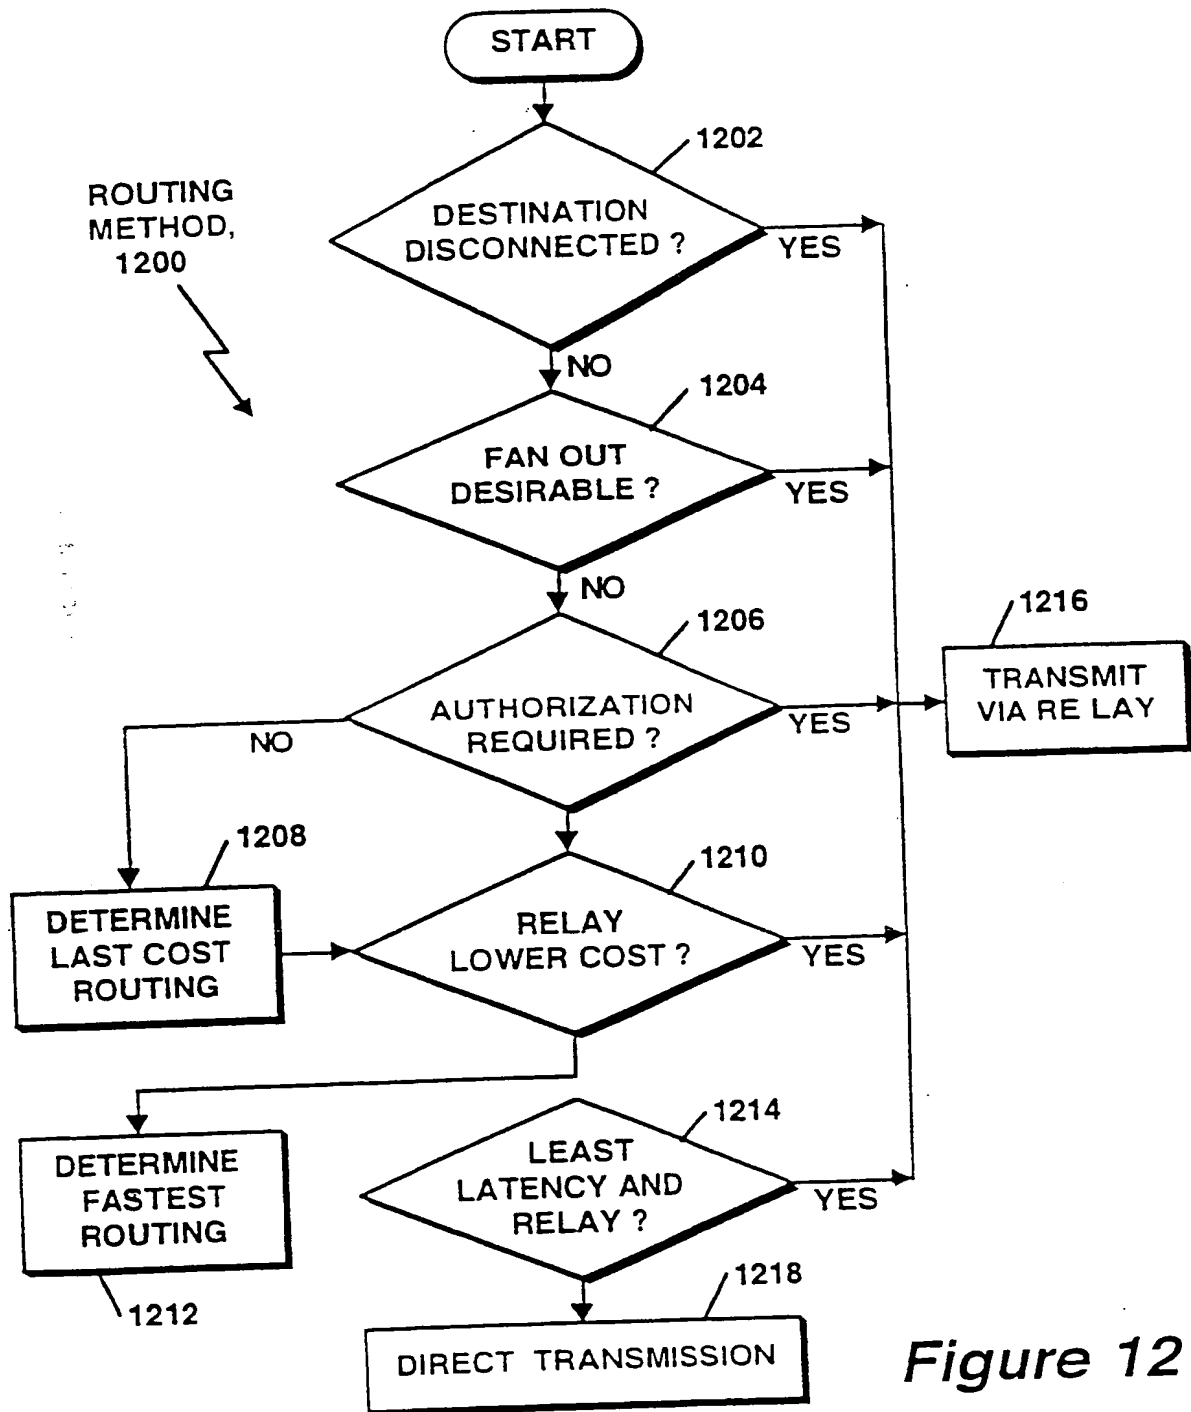 START
1202
ROUTING
METHOD,
1200
DESTINATION
DISCONNECTED ?
YES
NO
1204
FAN OUT
DESIRABLE ?
YES
NO
1206
1216
AUTHORIZATION
REQUIRED ?
YES
NO
TRANSMIT
VIA RE LAY
1208
1210
DETERMINE
LAST COST
ROUTING
RELAY
LOWER COST ?
YES
1214
DETERMINE
FASTEST
ROUTING
LEAST
LATENCY AND
RELAY ?
YES
1212
1218
DIRECT TRANSMISSION
Figure 12